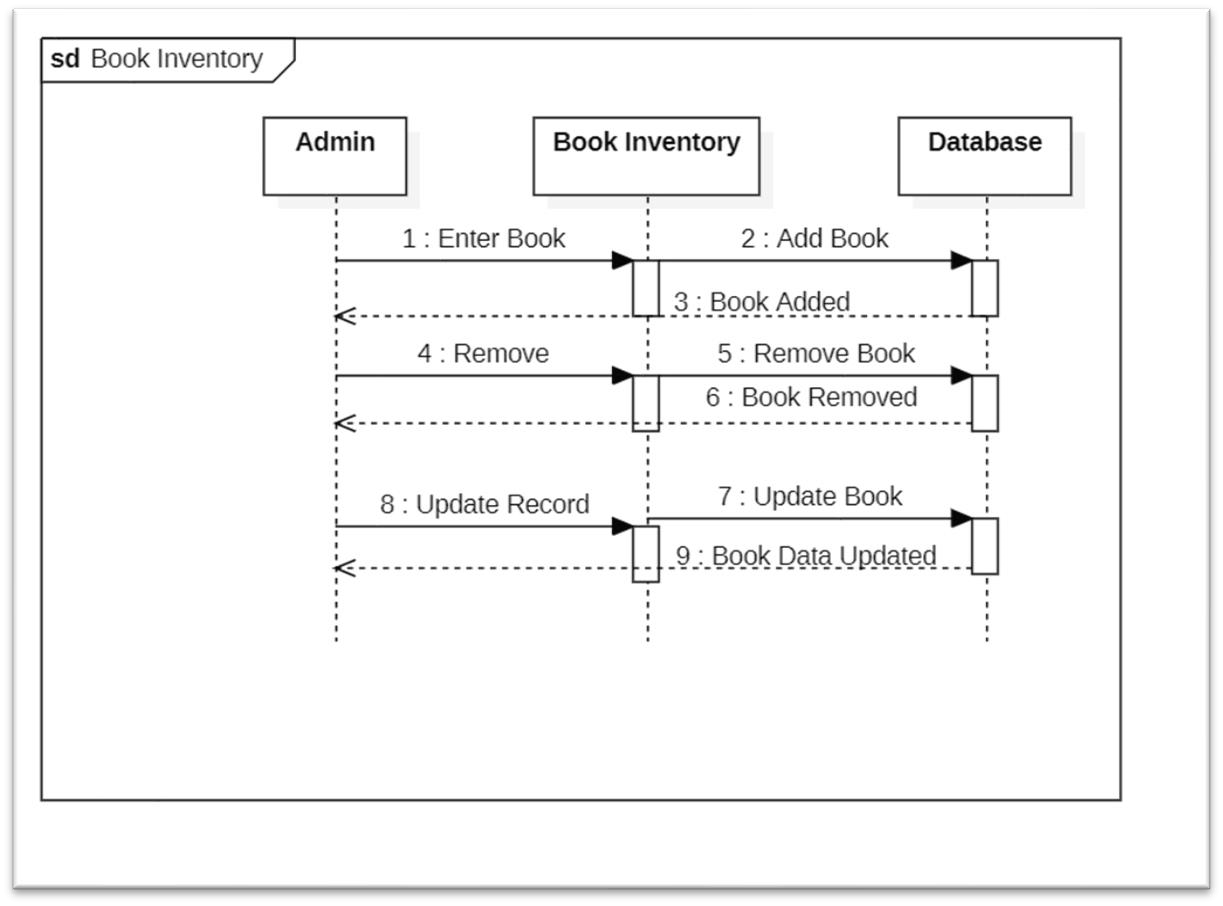 sd Book Inventory
Admin
Book Inventory
Database
1 : Enter Book
2 : Add Book
3 : Book Added
4 : Remove
5 : Remove Book
6 : Book Removed
8 : Update Record
7 : Update Book
9 : Book Data Updated